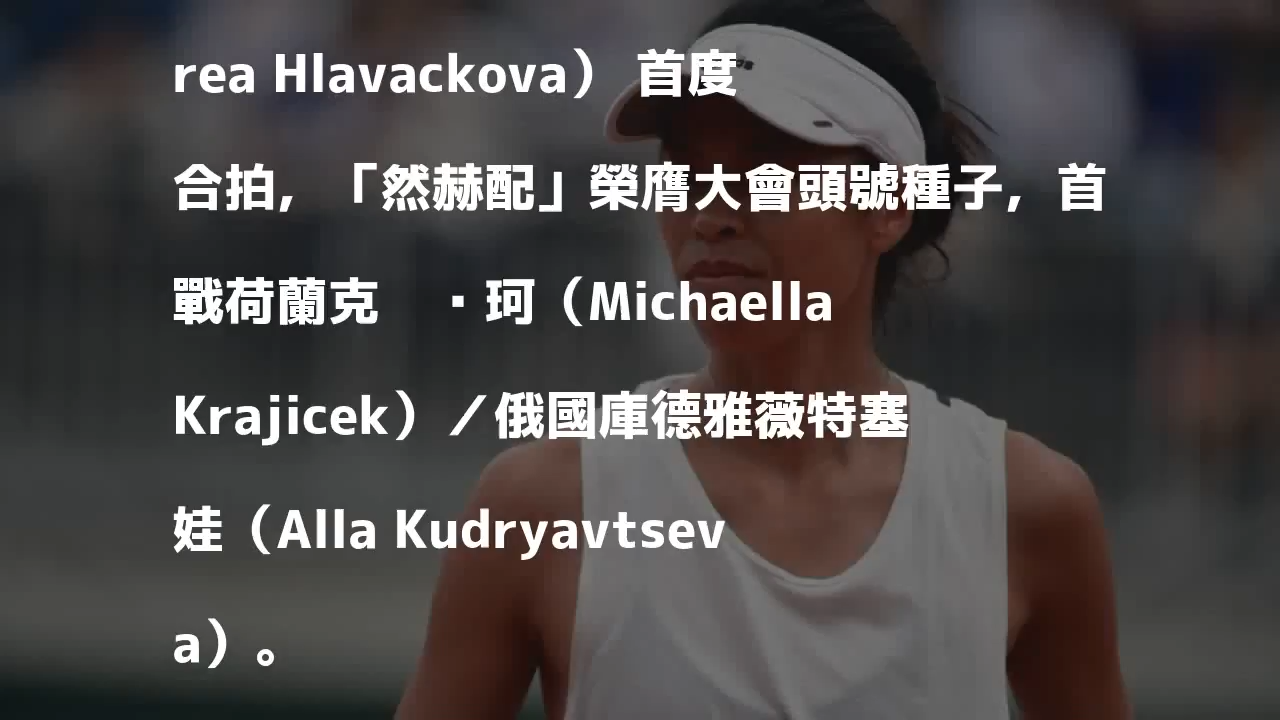 rea Hlavackova） 首度
合拍，「然赫配」榮膺大會頭號種子，首
戰荷蘭克　·珂（Michaella
Krajicek）／俄國庫德雅薇特塞
娃（Alla Kudryavtsev
a）。